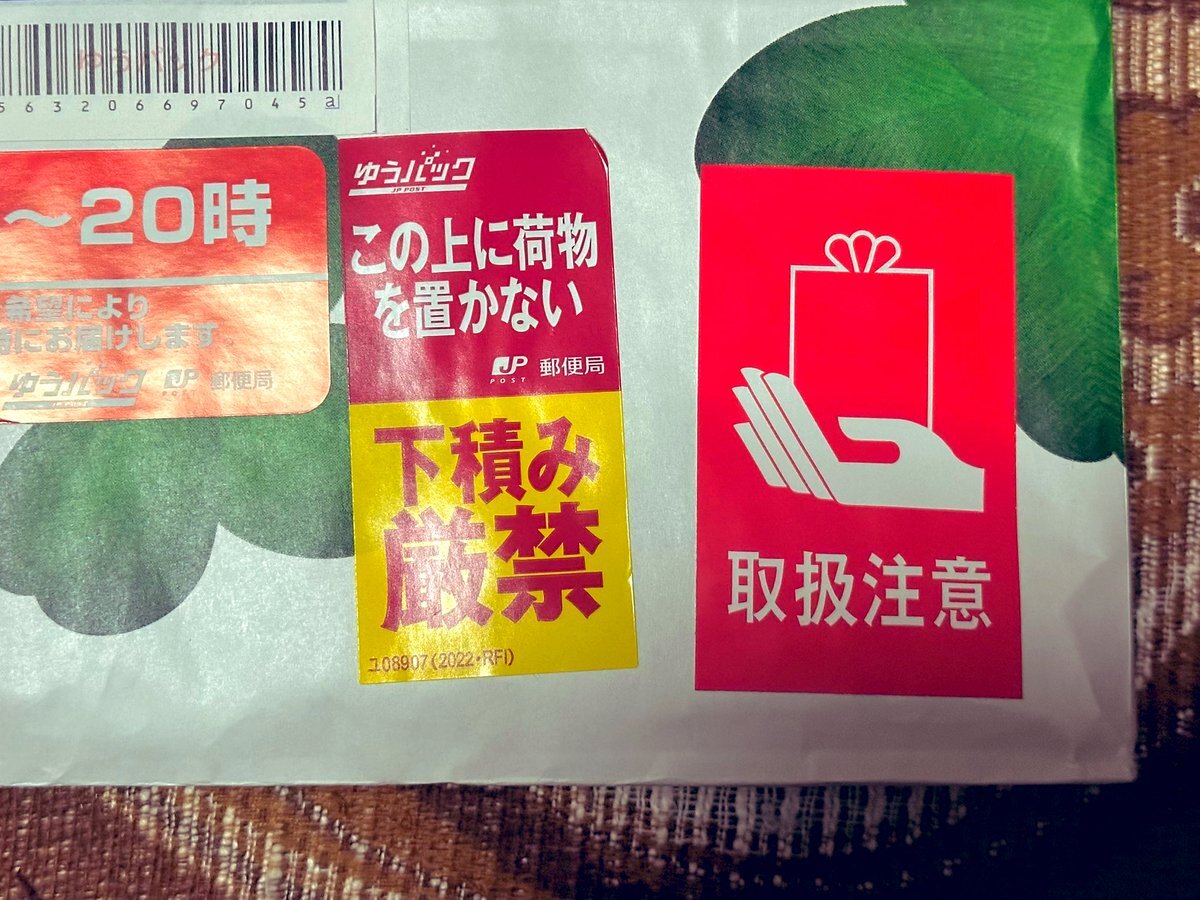 ゆうパック
56320669704５a
～20時
希望により
時にお届けします
ゆうパック
JP POST
JP POST 郵便局
ゆうパック
JP POST
この上に荷物
を置かない
JP POST 郵便局
下積み
厳禁
ユ08907(2022・RFI)
取扱注意